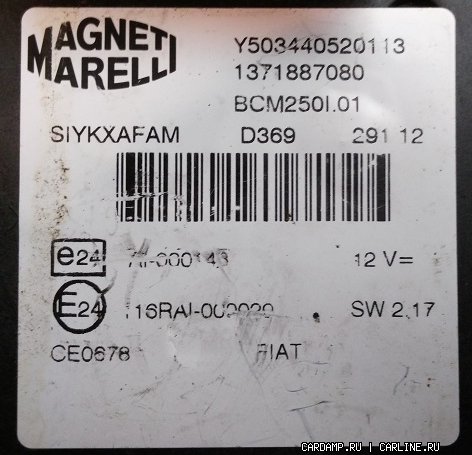 MAGNETI
MARELLI
Y503440520113
1371887080
BCM250I.01
SIYKXAFAM D369 291 12
e24 12 V=
E24 SW 2.17
CE0678 FIAT
CARDAMP.RU | CARLINE.RU